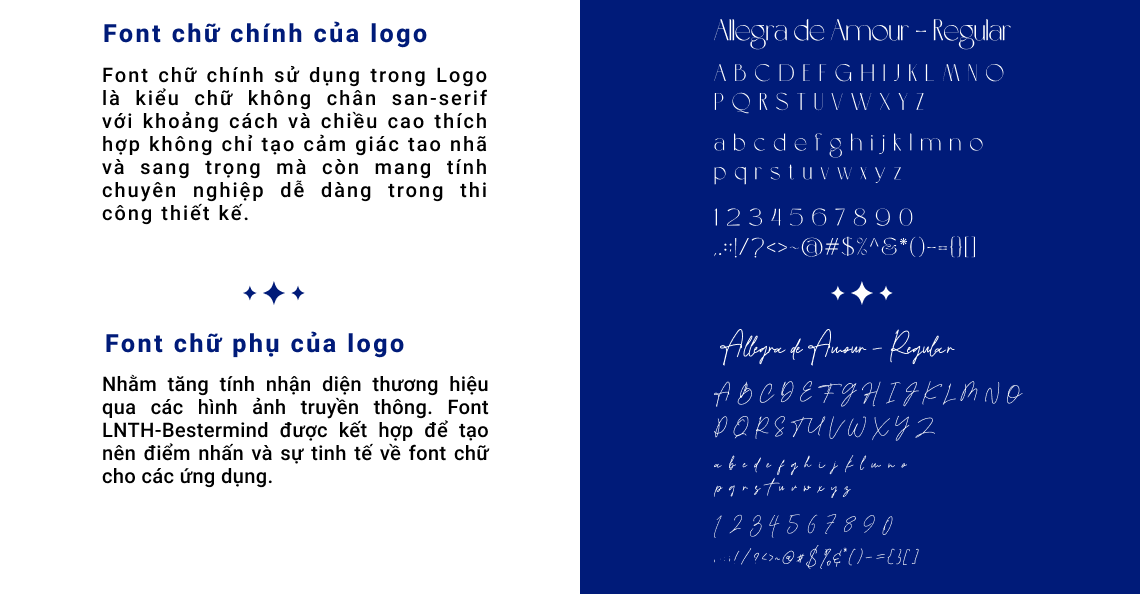 Font chữ chính của logo
Font chữ chính sử dụng trong Logo
là kiểu chữ không chân san-serif
với khoảng cách và chiều cao thích
hợp không chỉ tạo cảm giác tao nhã
và sang trọng mà còn mang tính
chuyên nghiệp dễ dàng trong thi
công thiết kế.
Font chữ phụ của logo
Nhằm tăng tính nhận diện thương hiệu
qua các hình ảnh truyền thông. Font
LNTH-Bestermind được kết hợp để tạo
nên điểm nhấn và sự tinh tế về font chữ
cho các ứng dụng.
Allegra de Amour - Regular
A B C D E F G H I J K L M N O
P Q R S T U V W X Y Z
a b c d e f g h i j k l m n o
p q r s t u v w x y z
1 2 3 4 5 6 7 8 9 0
,.:;!/?<>~@#$%^&*()-={}[]
Allegra de Amour - Regular
A B C D E F G H I J K L M N O
P Q R S T U V W X Y Z
a b c d e f g h i j k l m n o
p q r s t u v w x y z
1 2 3 4 5 6 7 8 9 0
/?<>~@#$%&*()-={}[]